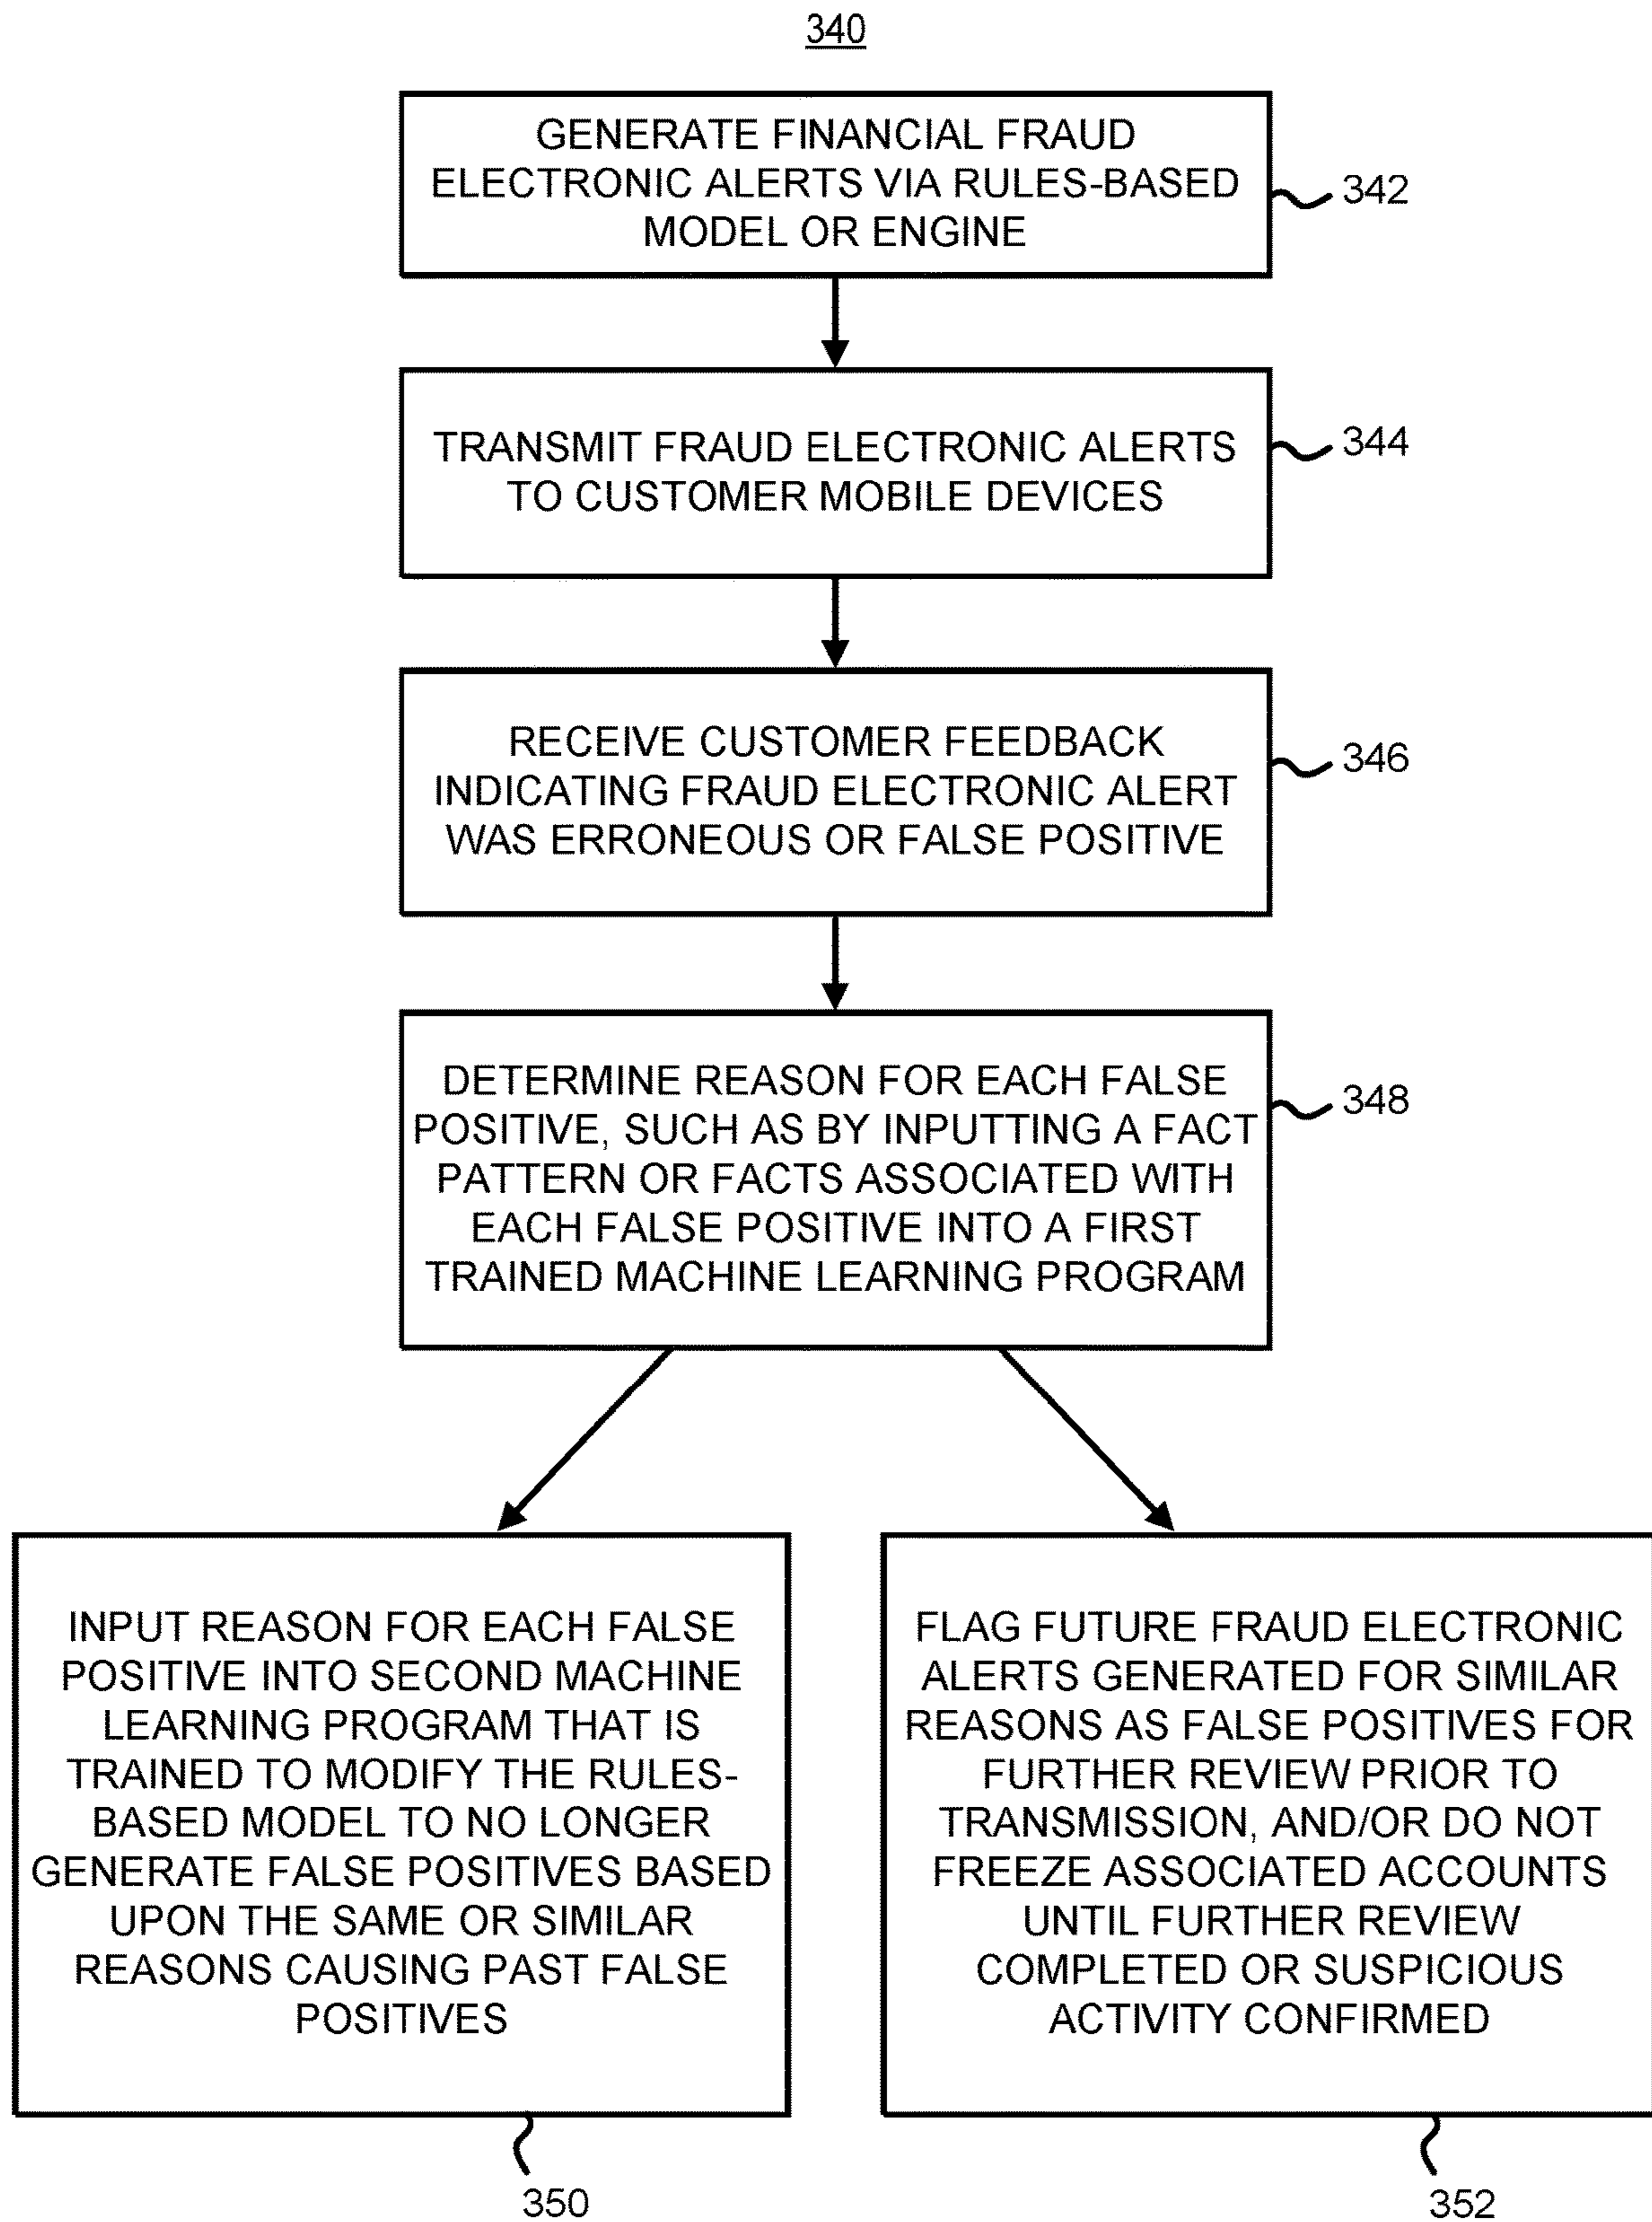 340
GENERATE FINANCIAL FRAUD
ELECTRONIC ALERTS VIA RULES-BASED
MODEL OR ENGINE
342
TRANSMIT FRAUD ELECTRONIC ALERTS
TO CUSTOMER MOBILE DEVICES
344
RECEIVE CUSTOMER FEEDBACK
INDICATING FRAUD ELECTRONIC ALERT
WAS ERRONEOUS OR FALSE POSITIVE
346
DETERMINE REASON FOR EACH FALSE
POSITIVE, SUCH AS BY INPUTTING A FACT
PATTERN OR FACTS ASSOCIATED WITH
EACH FALSE POSITIVE INTO A FIRST
TRAINED MACHINE LEARNING PROGRAM
348
INPUT REASON FOR EACH FALSE
POSITIVE INTO SECOND MACHINE
LEARNING PROGRAM THAT IS
TRAINED TO MODIFY THE RULES-
BASED MODEL TO NO LONGER
GENERATE FALSE POSITIVES BASED
UPON THE SAME OR SIMILAR
REASONS CAUSING PAST FALSE
POSITIVES
350
FLAG FUTURE FRAUD ELECTRONIC
ALERTS GENERATED FOR SIMILAR
REASONS AS FALSE POSITIVES FOR
FURTHER REVIEW PRIOR TO
TRANSMISSION, AND/OR DO NOT
FREEZE ASSOCIATED ACCOUNTS
UNTIL FURTHER REVIEW
COMPLETED OR SUSPICIOUS
ACTIVITY CONFIRMED
352